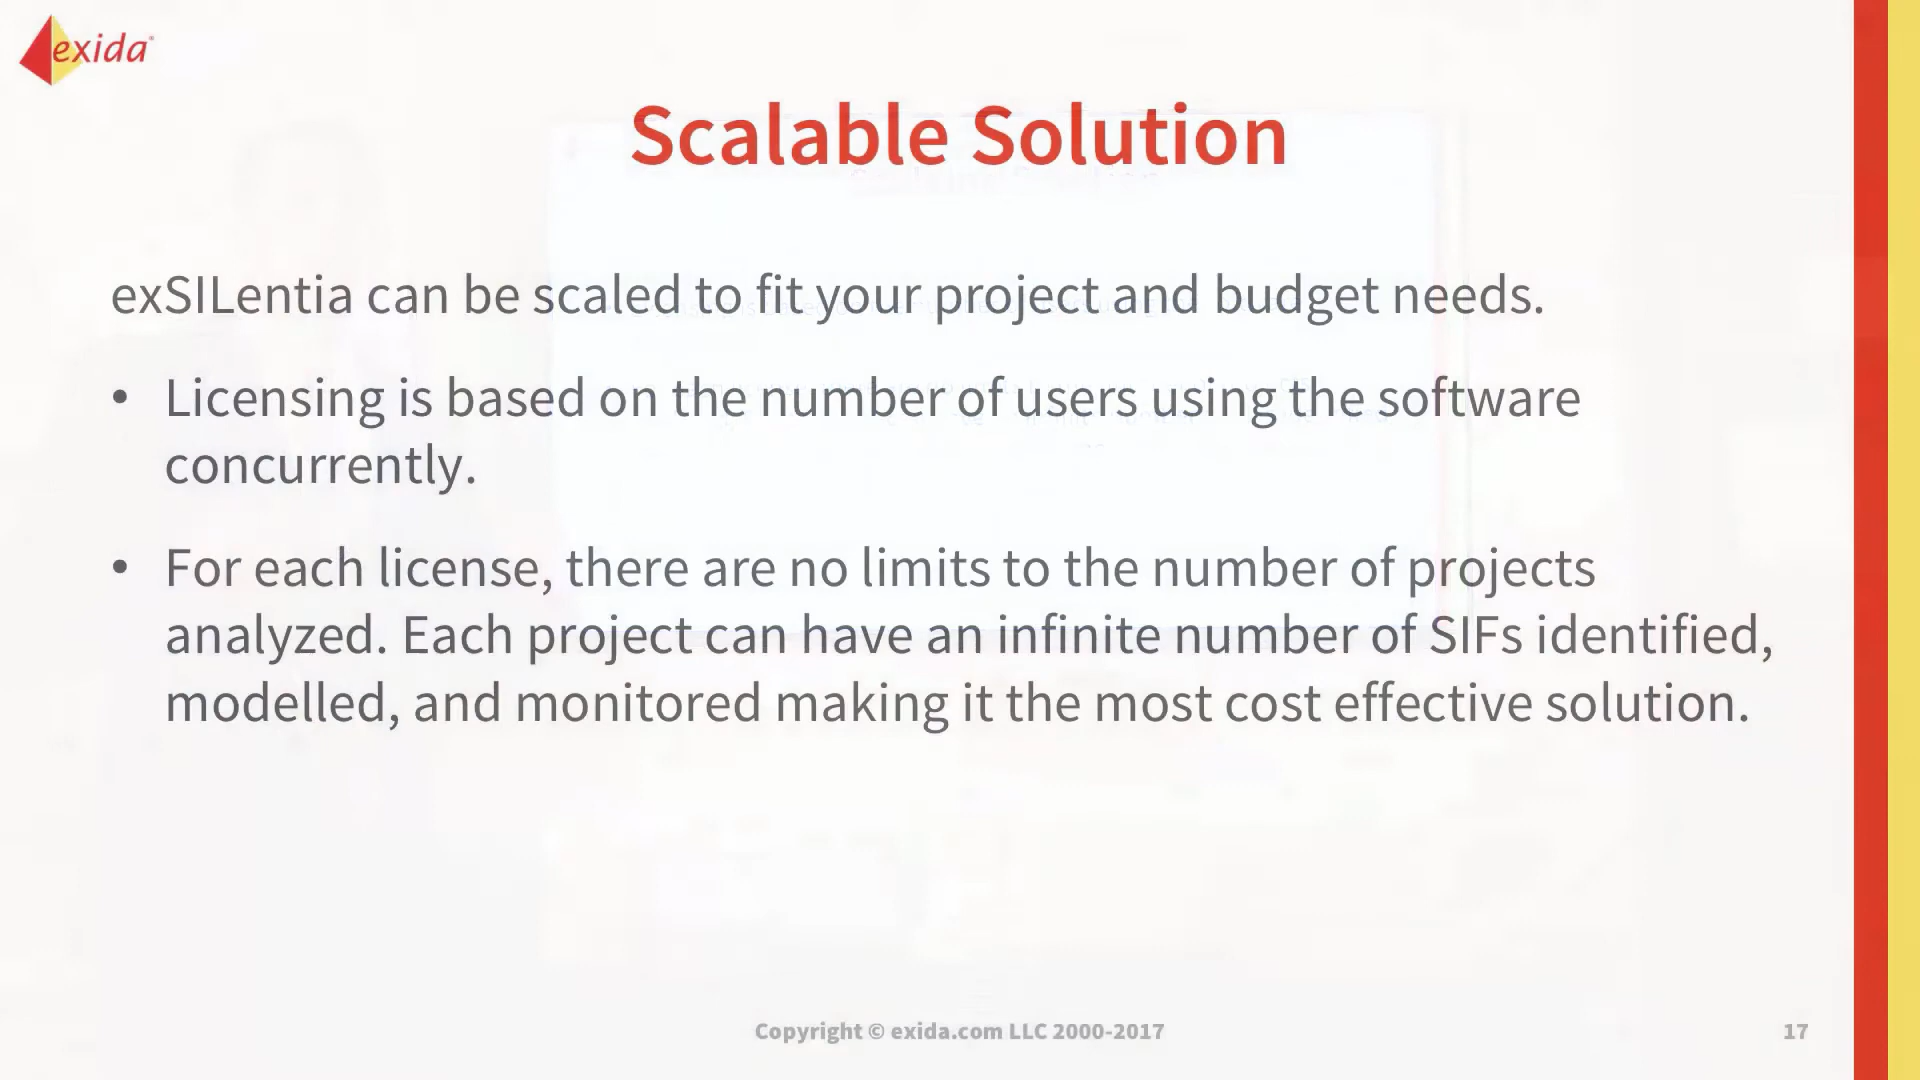 exida®
Scalable Solution
exSILentia can be scaled to fit your project and budget needs.
• Licensing is based on the number of users using the software
concurrently.
• For each license, there are no limits to the number of projects
analyzed. Each project can have an infinite number of SIFs identified,
modelled, and monitored making it the most cost effective solution.
Copyright © exida.com LLC 2000-2017
17